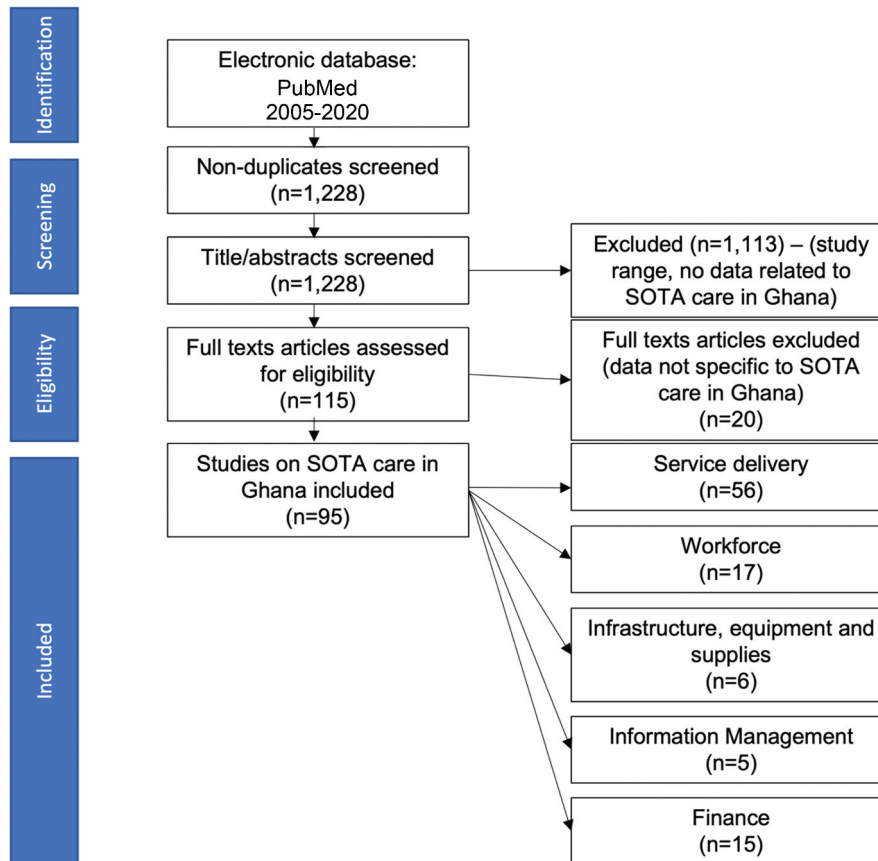 Identification
Electronic database:
PubMed
2005-2020
Screening
Non-duplicates screened
(n=1,228)
Title/abstracts screened
(n=1,228)
Excluded (n=1,113) – (study
range, no data related to
SOTA care in Ghana)
Eligibility
Full texts articles assessed
for eligibility
(n=115)
Full texts articles excluded
(data not specific to SOTA
care in Ghana)
(n=20)
Included
Studies on SOTA care in
Ghana included
(n=95)
Service delivery
(n=56)
Workforce
(n=17)
Infrastructure, equipment and
supplies
(n=6)
Information Management
(n=5)
Finance
(n=15)